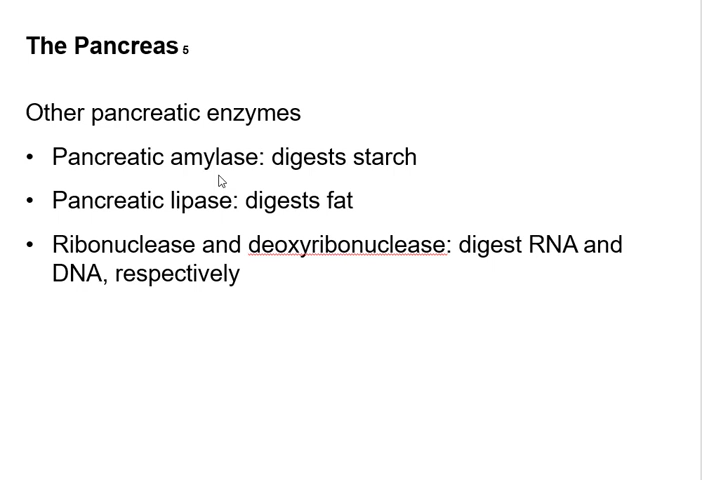 The Pancreas 5
Other pancreatic enzymes
• Pancreatic amylase: digests starch
• Pancreatic lipase: digests fat
• Ribonuclease and deoxyribonuclease: digest RNA and
DNA, respectively